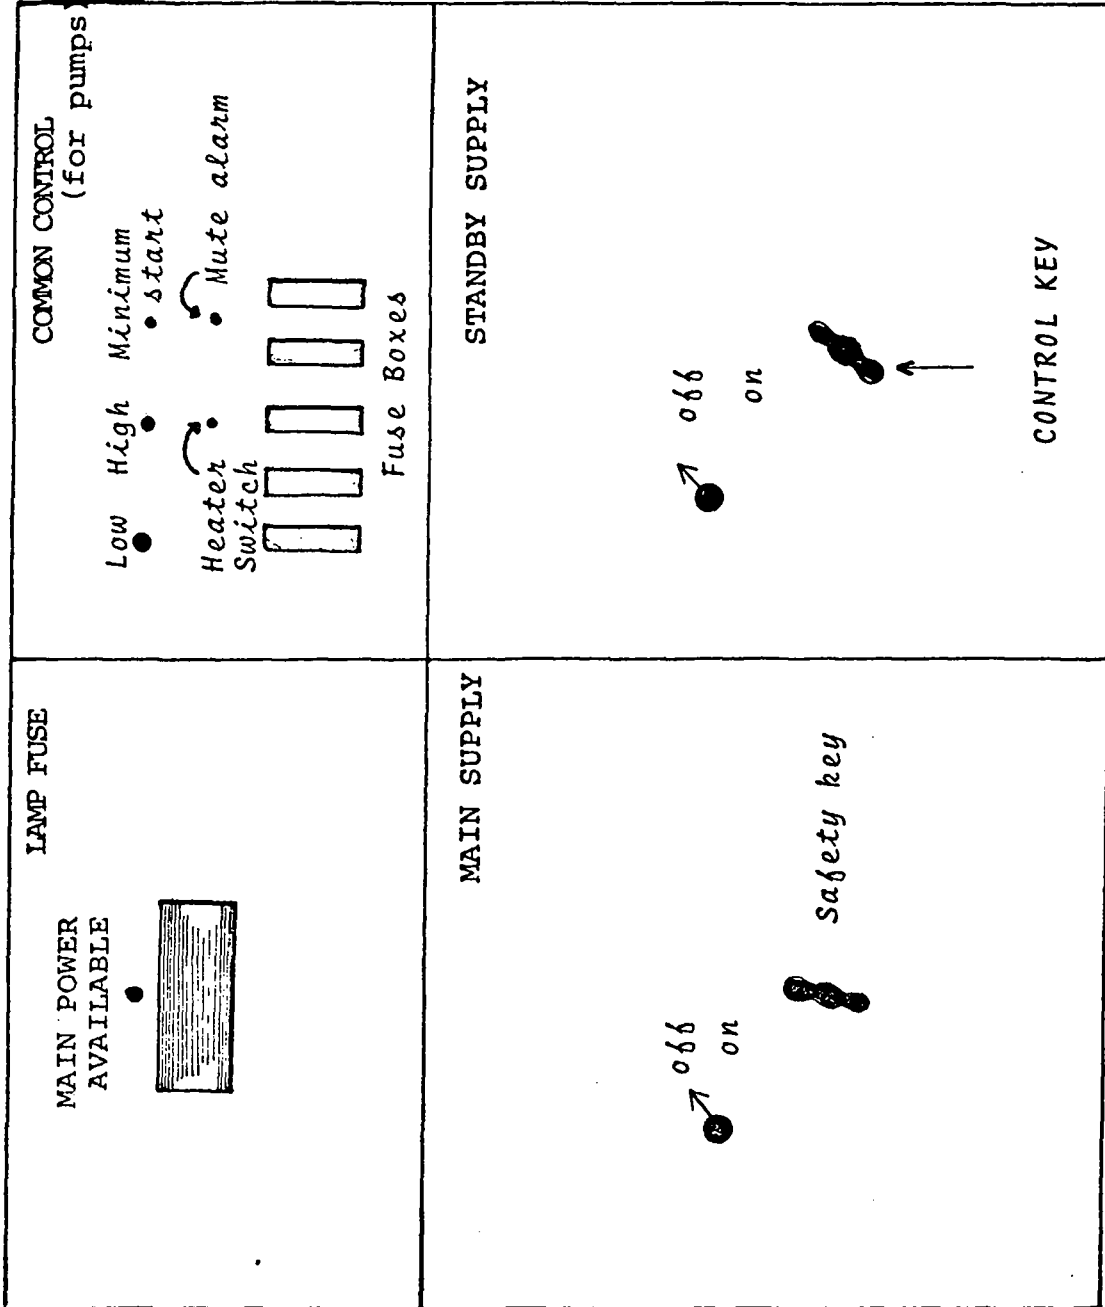 LAMP FUSE
MAIN POWER
AVAILABLE
COMMON CONTROL
(for pumps)
Low High Minimum
start
Heater
Switch
Mute alarm
Fuse Boxes
MAIN SUPPLY
off
on
Safety key
STANDBY SUPPLY
off
on
CONTROL KEY